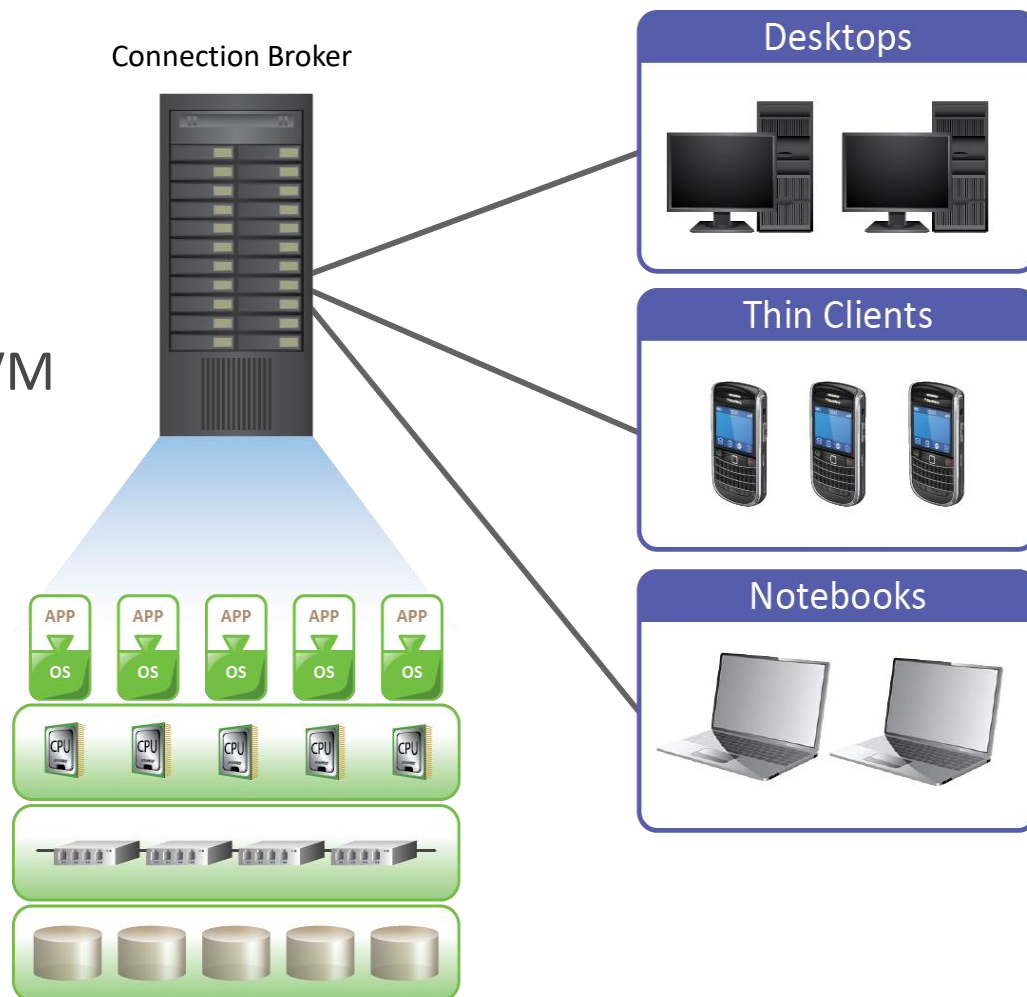 Connection Broker
Desktops
Thin Clients
VM
Notebooks
APP APP APP APP APP
OS OS OS OS OS
CPU CPU CPU CPU CPU